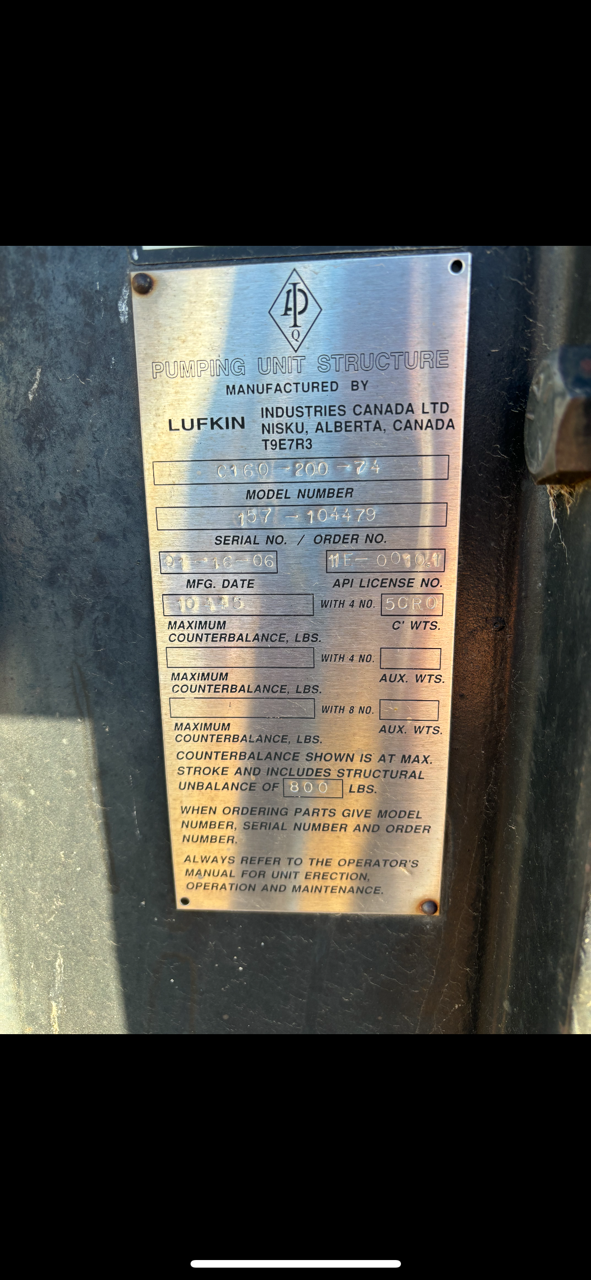 API
Q
PUMPING UNIT STRUCTURE
MANUFACTURED BY
LUFKIN INDUSTRIES CANADA LTD
NISKU, ALBERTA, CANADA
T9E7R3
C160-200-74
MODEL NUMBER
157-104479
SERIAL NO. / ORDER NO.
MFG. DATE API LICENSE NO.
WITH 4 NO. 5CRO
MAXIMUM COUNTERBALANCE, LBS. C' WTS.
WITH 4 NO.
MAXIMUM COUNTERBALANCE, LBS. AUX. WTS.
WITH 8 NO.
MAXIMUM COUNTERBALANCE, LBS. AUX. WTS.
COUNTERBALANCE SHOWN IS AT MAX.
STROKE AND INCLUDES STRUCTURAL
UNBALANCE OF 800 LBS.
WHEN ORDERING PARTS GIVE MODEL
NUMBER, SERIAL NUMBER AND ORDER
NUMBER.
ALWAYS REFER TO THE OPERATOR'S
MANUAL FOR UNIT ERECTION,
OPERATION AND MAINTENANCE.